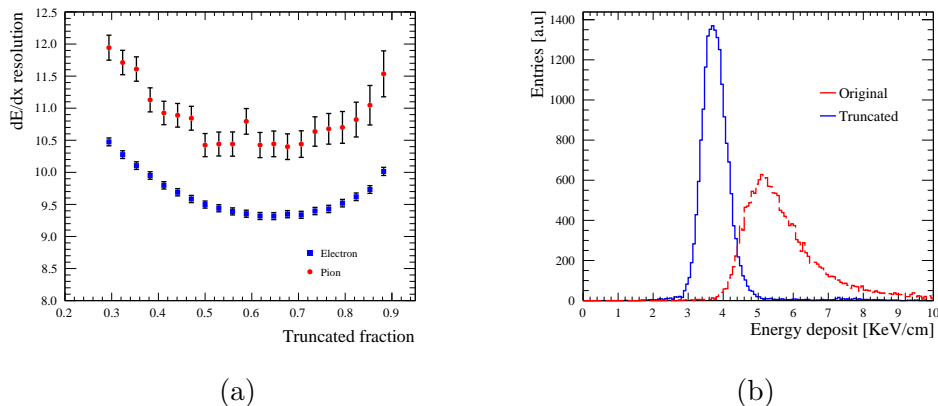 dE/dx resolution
12.5
12.0
11.5
11.0
10.5
10.0
9.5
9.0
8.5
8.0
Electron
Pion
0.2 0.3 0.4 0.5 0.6 0.7 0.8 0.9
Truncated fraction
(a)
Entries [a.u]
1400
1200
1000
800
600
400
200
0
Original
Truncated
0 1 2 3 4 5 6 7 8 9 10
Energy deposit [KeV/cm]
(b)